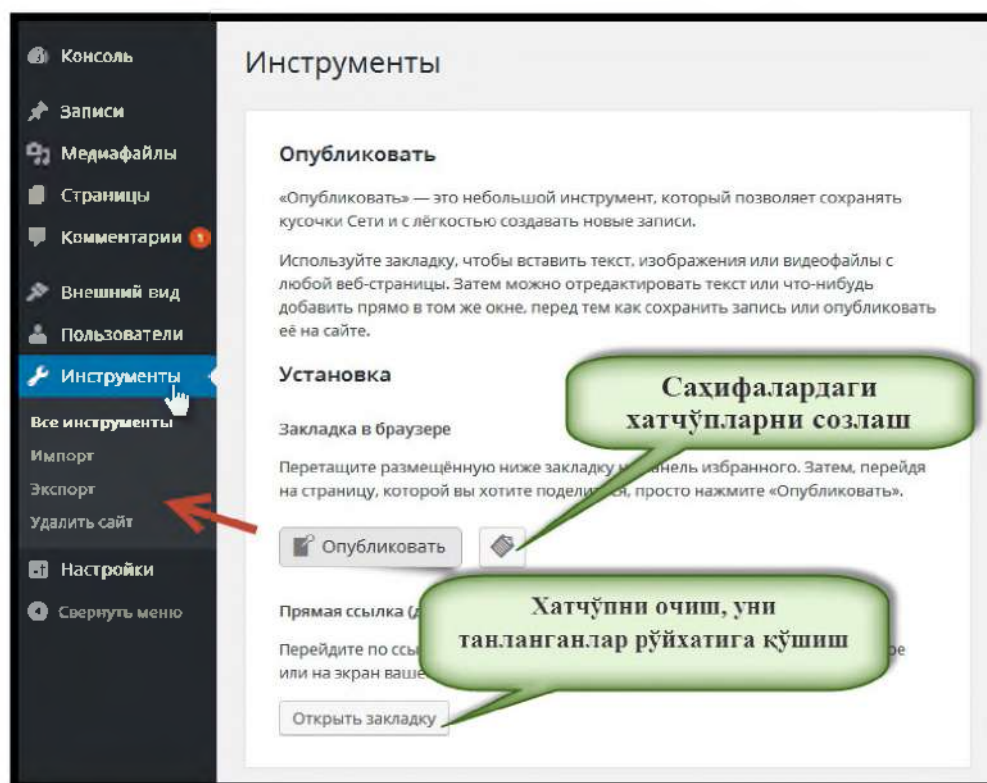 Консоль
Записи
Медиафайлы
Страницы
Комментарии 1
Внешний вид
Пользователи
Инструменты
Все инструменты
Импорт
Экспорт
Удалить сайт
Настройки
Свернуть меню
Инструменты
Опубликовать
«Опубликовать» — это небольшой инструмент, который позволяет сохранять
кусочки Сети и с лёгкостью создавать новые записи.
Используйте закладку, чтобы вставить текст, изображения или видеофайлы с
любой веб-страницы. Затем можно отредактировать текст или что-нибудь
добавить прямо в том же окне, перед тем как сохранить запись или опубликовать
её на сайте.
Установка
Саҳифалардаги
хатчўпларни созлаш
Закладка в браузере
Перетащите размещённую ниже закладку на панель избранного. Затем, перейдя
на страницу, которой вы хотите поделиться, просто нажмите «Опубликовать».
Опубликовать
Хатчўпни очиш, уни
танланганлар рўйхатига қўшиш
Прямая ссылка
Перейдите по
или на экран
Открыть закладку